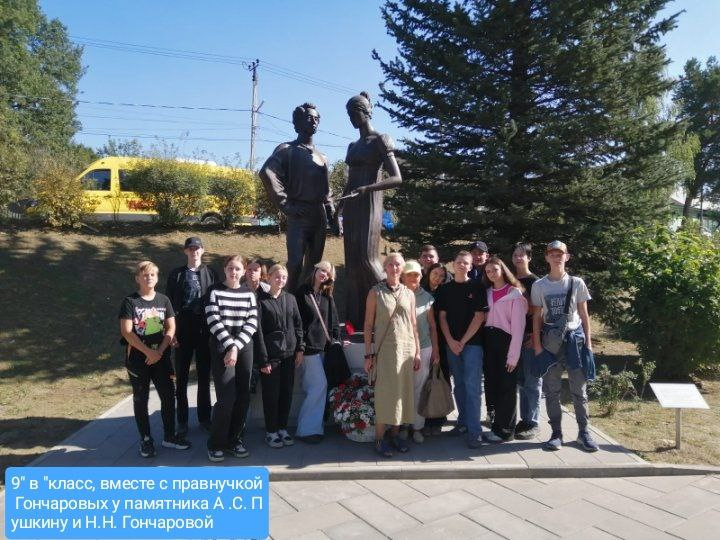 9" в "класс, вместе с правнучкой
Гончаровых у памятника А .С. П
ушкину и Н.Н. Гончаровой